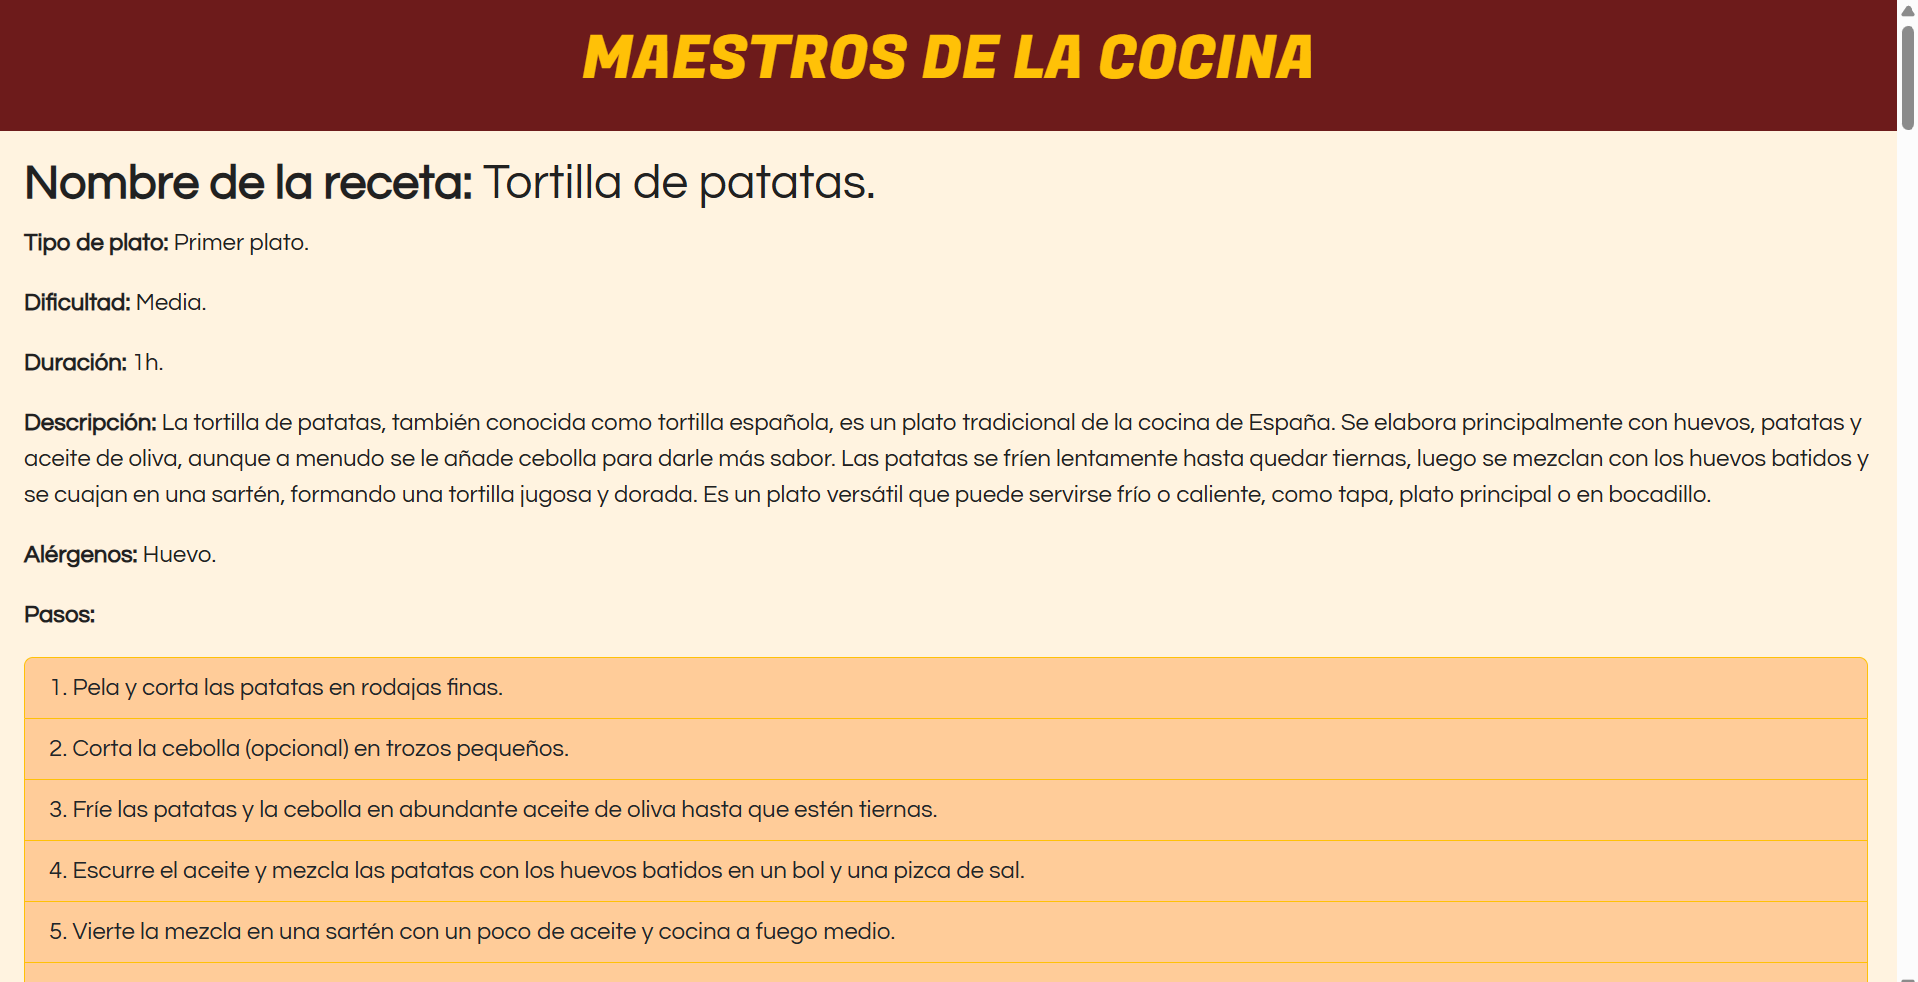 MAESTROS DE LA COCINA
Nombre de la receta: Tortilla de patatas.
Tipo de plato: Primer plato.
Dificultad: Media.
Duración: 1h.
Descripción: La tortilla de patatas, también conocida como tortilla española, es un plato tradicional de la cocina de España. Se elabora principalmente con huevos, patatas y
aceite de oliva, aunque a menudo se le añade cebolla para darle más sabor. Las patatas se fríen lentamente hasta quedar tiernas, luego se mezclan con los huevos batidos y
se cuajan en una sartén, formando una tortilla jugosa y dorada. Es un plato versátil que puede servirse frío o caliente, como tapa, plato principal o en bocadillo.
Alérgenos: Huevo.
Pasos:
1. Pela y corta las patatas en rodajas finas.
2. Corta la cebolla (opcional) en trozos pequeños.
3. Fríe las patatas y la cebolla en abundante aceite de oliva hasta que estén tiernas.
4. Escurre el aceite y mezcla las patatas con los huevos batidos en un bol y una pizca de sal.
5. Vierte la mezcla en una sartén con un poco de aceite y cocina a fuego medio.